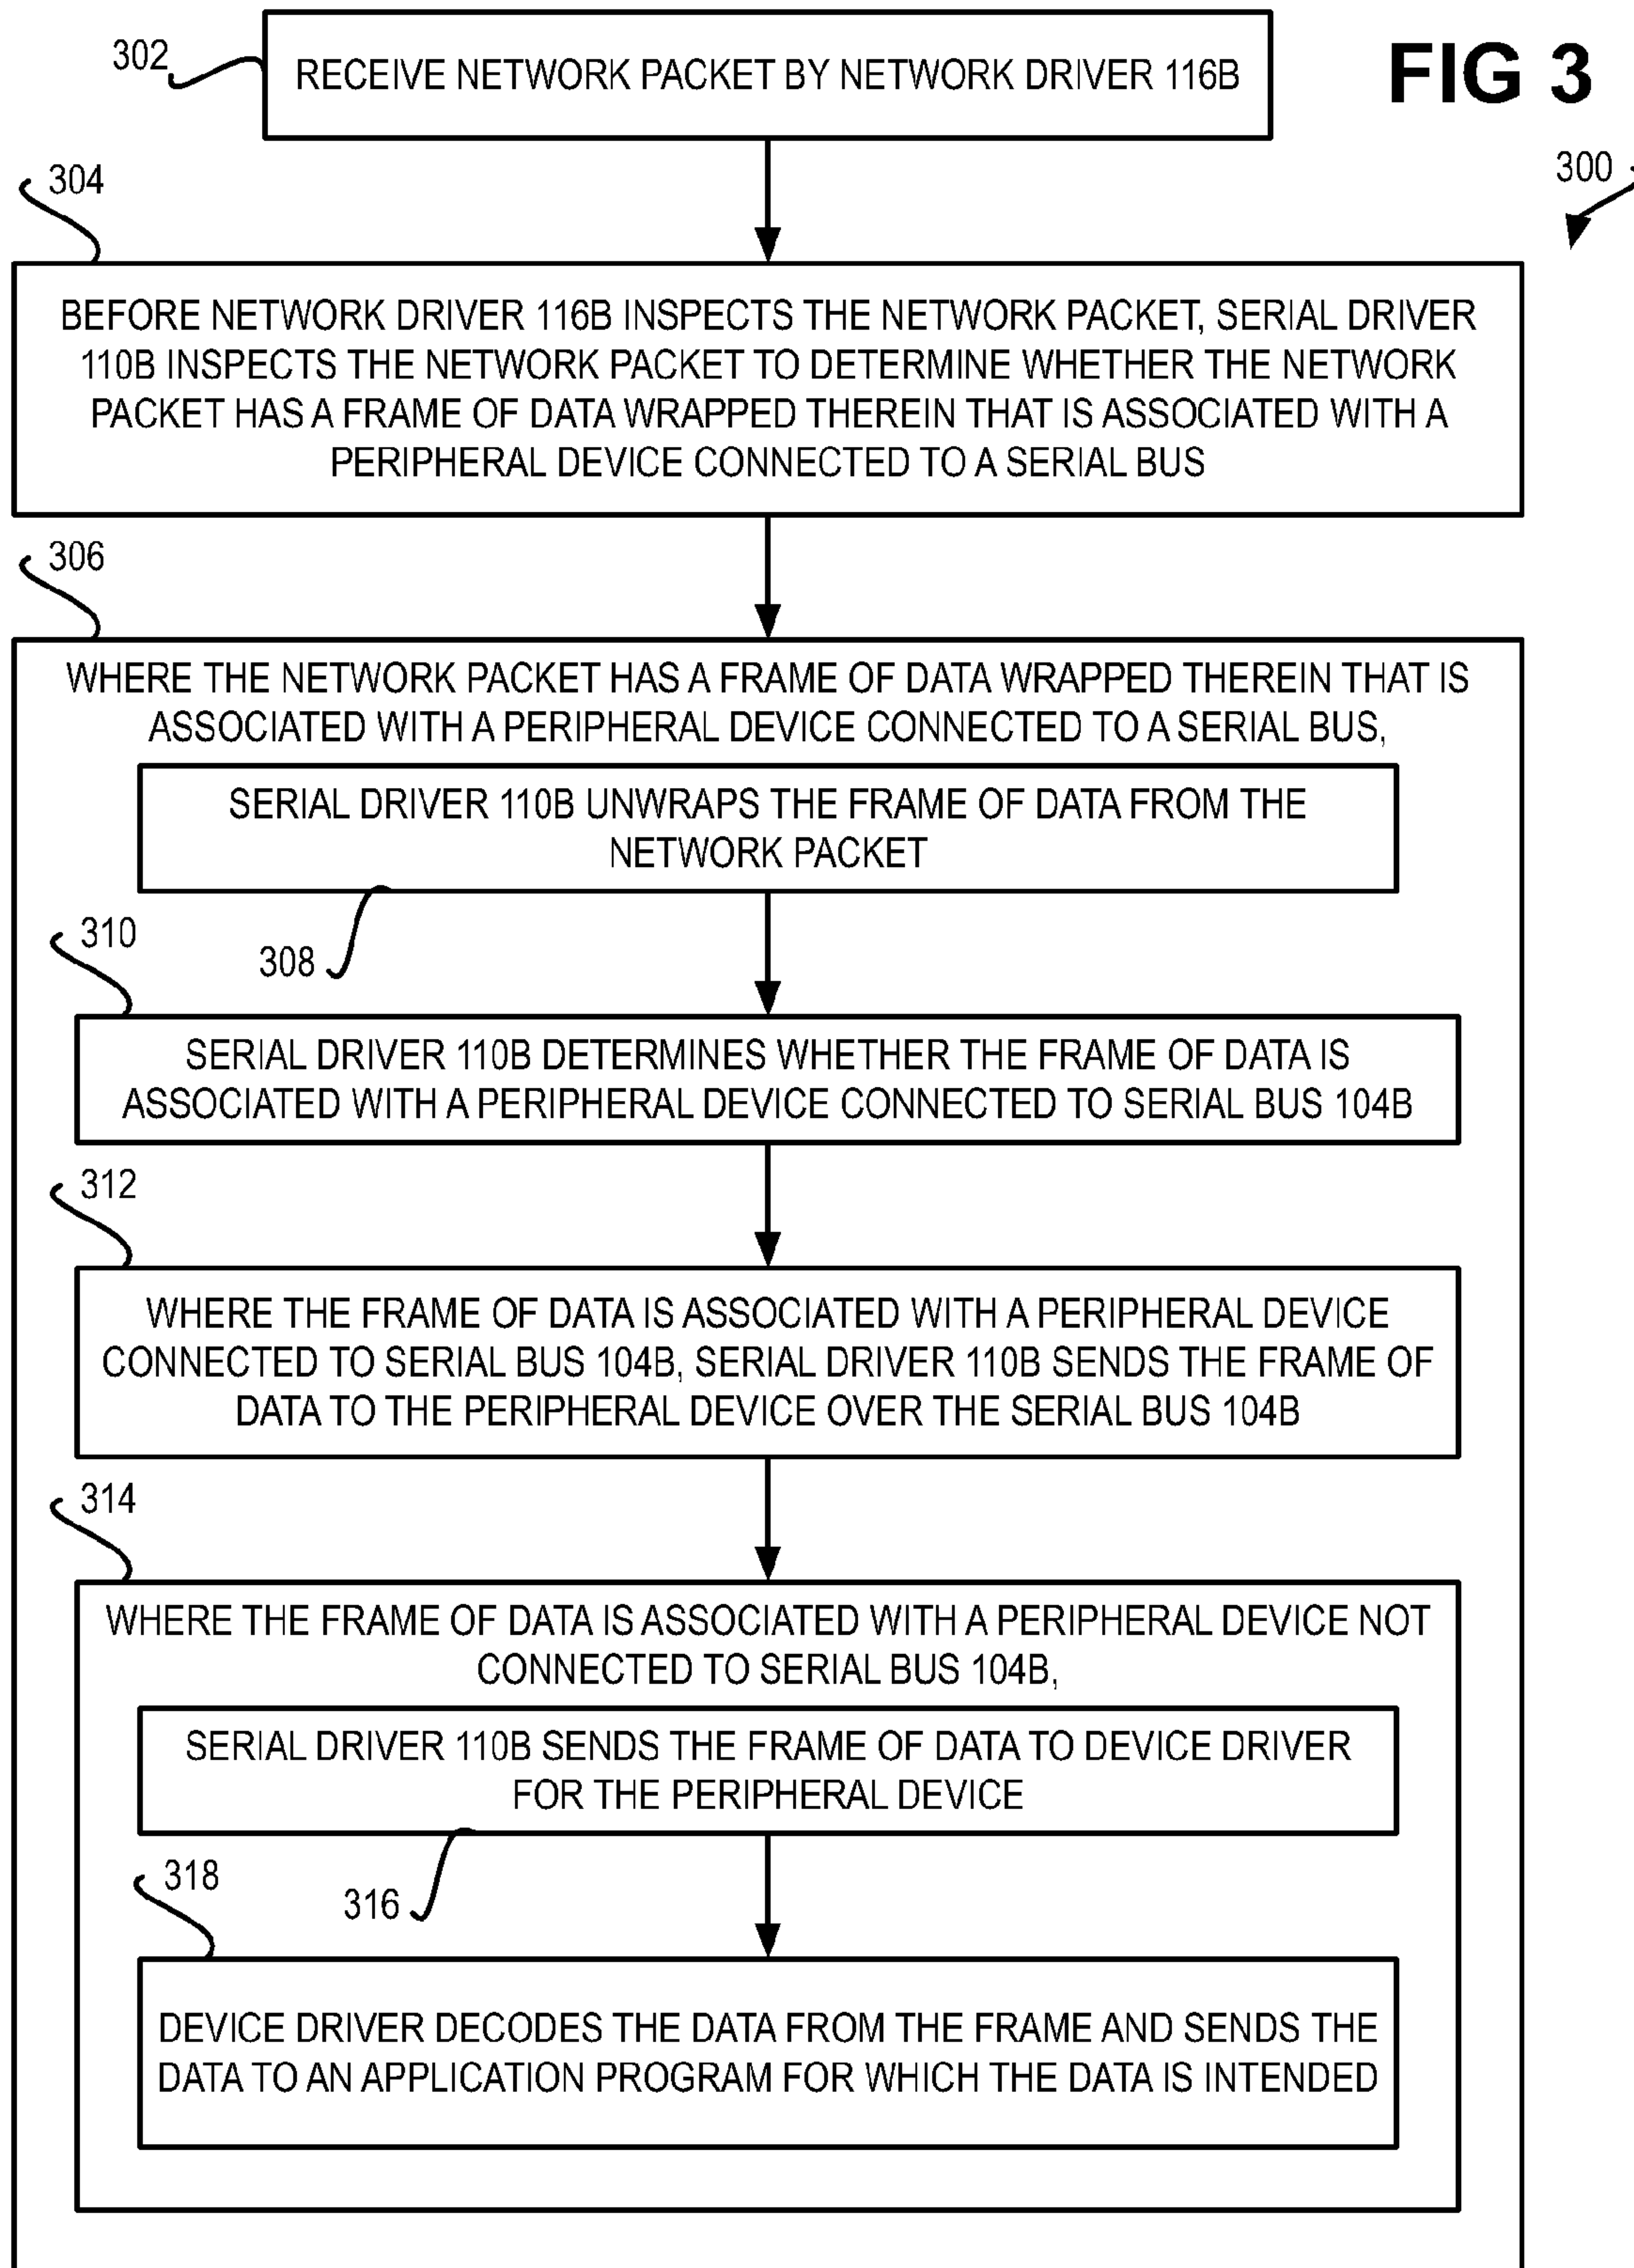 302
RECEIVE NETWORK PACKET BY NETWORK DRIVER 116B
FIG 3
300
304
BEFORE NETWORK DRIVER 116B INSPECTS THE NETWORK PACKET, SERIAL DRIVER
110B INSPECTS THE NETWORK PACKET TO DETERMINE WHETHER THE NETWORK
PACKET HAS A FRAME OF DATA WRAPPED THEREIN THAT IS ASSOCIATED WITH A
PERIPHERAL DEVICE CONNECTED TO A SERIAL BUS
306
WHERE THE NETWORK PACKET HAS A FRAME OF DATA WRAPPED THEREIN THAT IS
ASSOCIATED WITH A PERIPHERAL DEVICE CONNECTED TO A SERIAL BUS,
SERIAL DRIVER 110B UNWRAPS THE FRAME OF DATA FROM THE
NETWORK PACKET
308
310
SERIAL DRIVER 110B DETERMINES WHETHER THE FRAME OF DATA IS
ASSOCIATED WITH A PERIPHERAL DEVICE CONNECTED TO SERIAL BUS 104B
312
WHERE THE FRAME OF DATA IS ASSOCIATED WITH A PERIPHERAL DEVICE
CONNECTED TO SERIAL BUS 104B, SERIAL DRIVER 110B SENDS THE FRAME OF
DATA TO THE PERIPHERAL DEVICE OVER THE SERIAL BUS 104B
314
WHERE THE FRAME OF DATA IS ASSOCIATED WITH A PERIPHERAL DEVICE NOT
CONNECTED TO SERIAL BUS 104B,
SERIAL DRIVER 110B SENDS THE FRAME OF DATA TO DEVICE DRIVER
FOR THE PERIPHERAL DEVICE
316
318
DEVICE DRIVER DECODES THE DATA FROM THE FRAME AND SENDS THE
DATA TO AN APPLICATION PROGRAM FOR WHICH THE DATA IS INTENDED